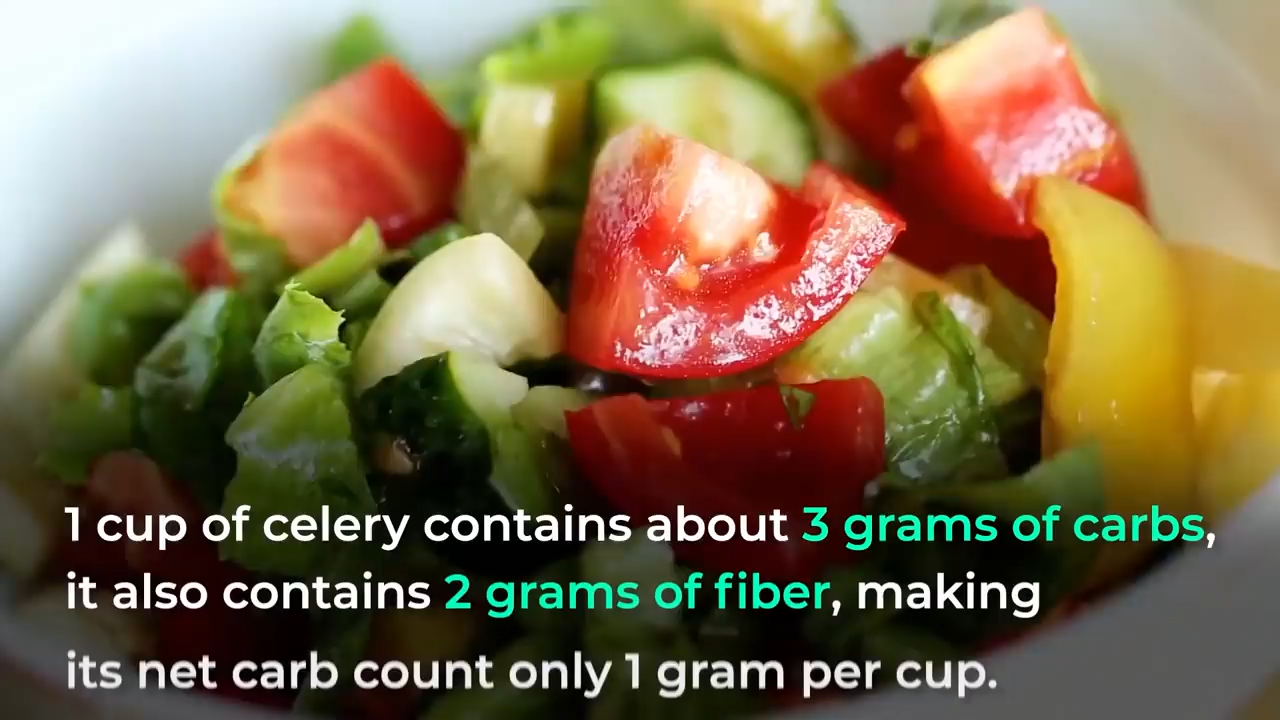 1 cup of celery contains about 3 grams of carbs,
it also contains 2 grams of fiber, making
its net carb count only 1 gram per cup.